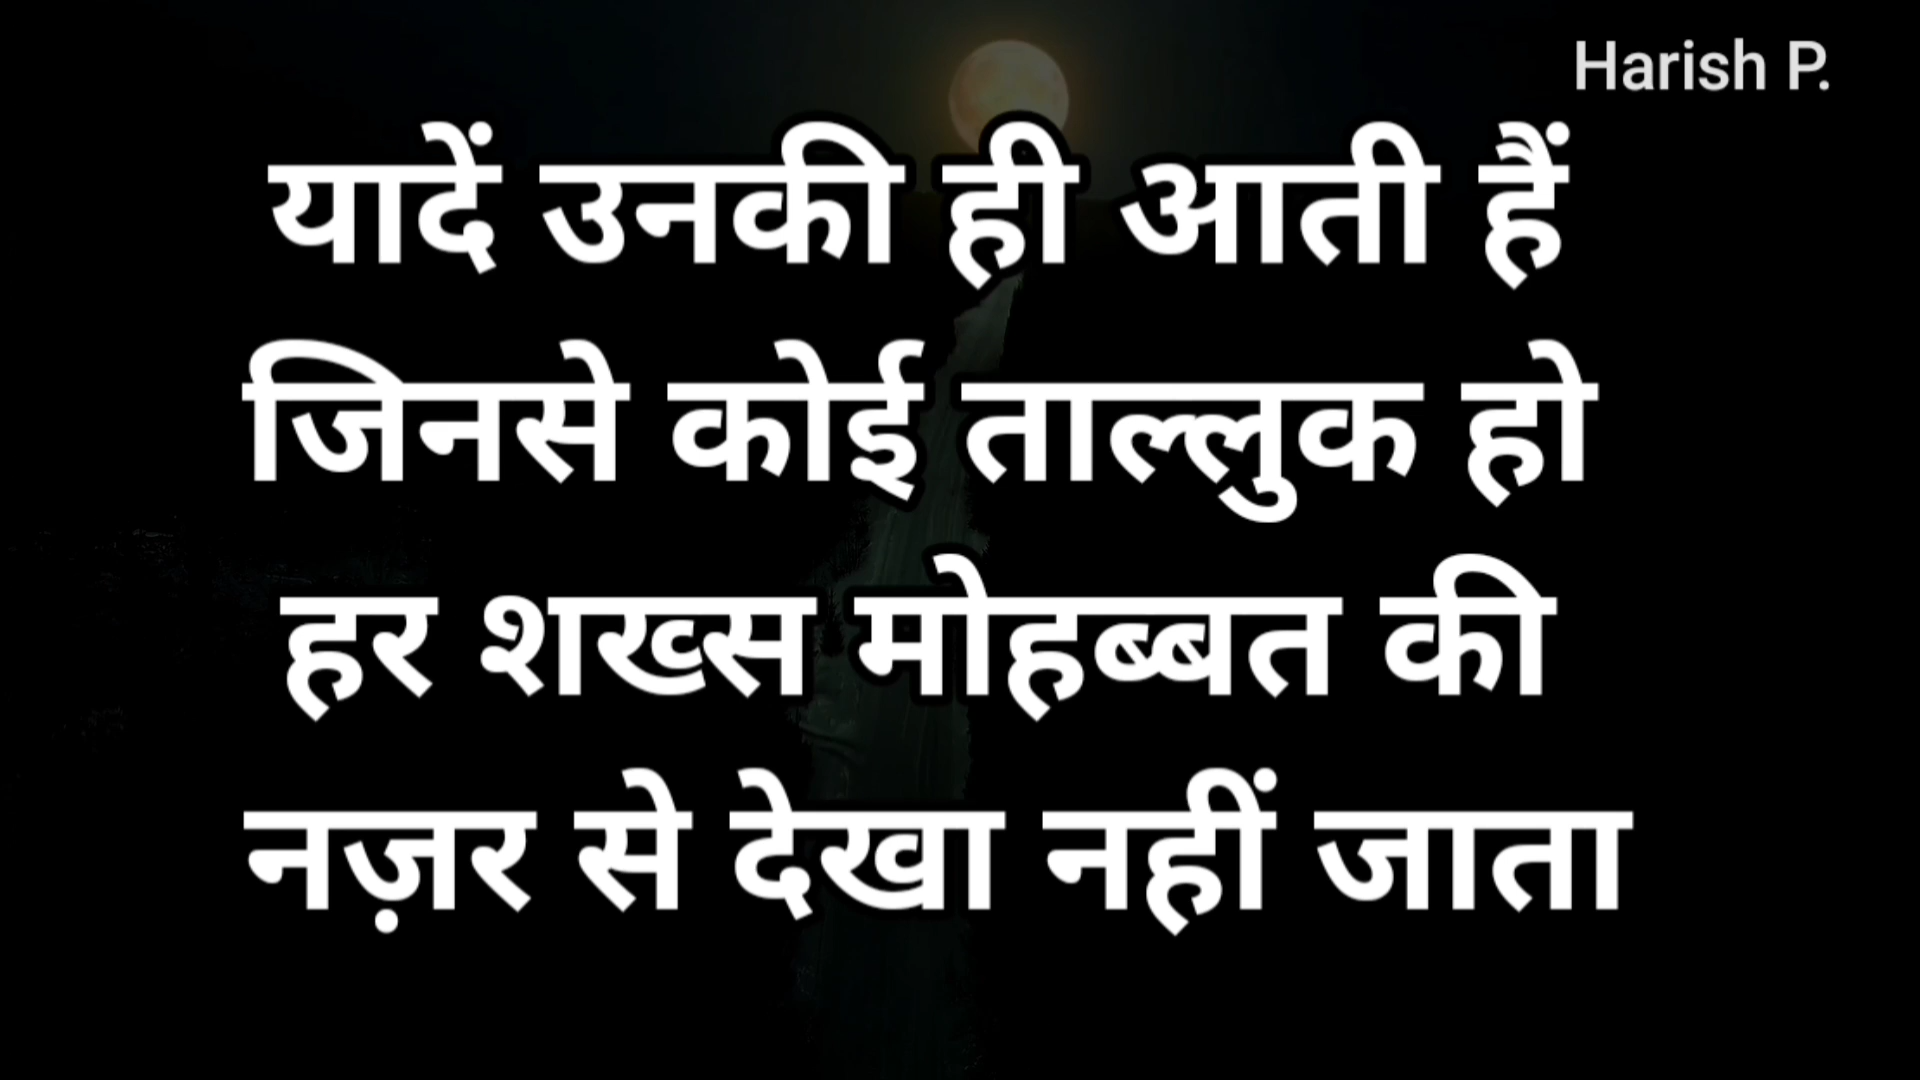 Harish P.
यादें उनकी ही आती हैं
जिनसे कोई ताल्लुक हो
हर शख्स मोहब्बत की
नज़र से देखा नहीं जाता